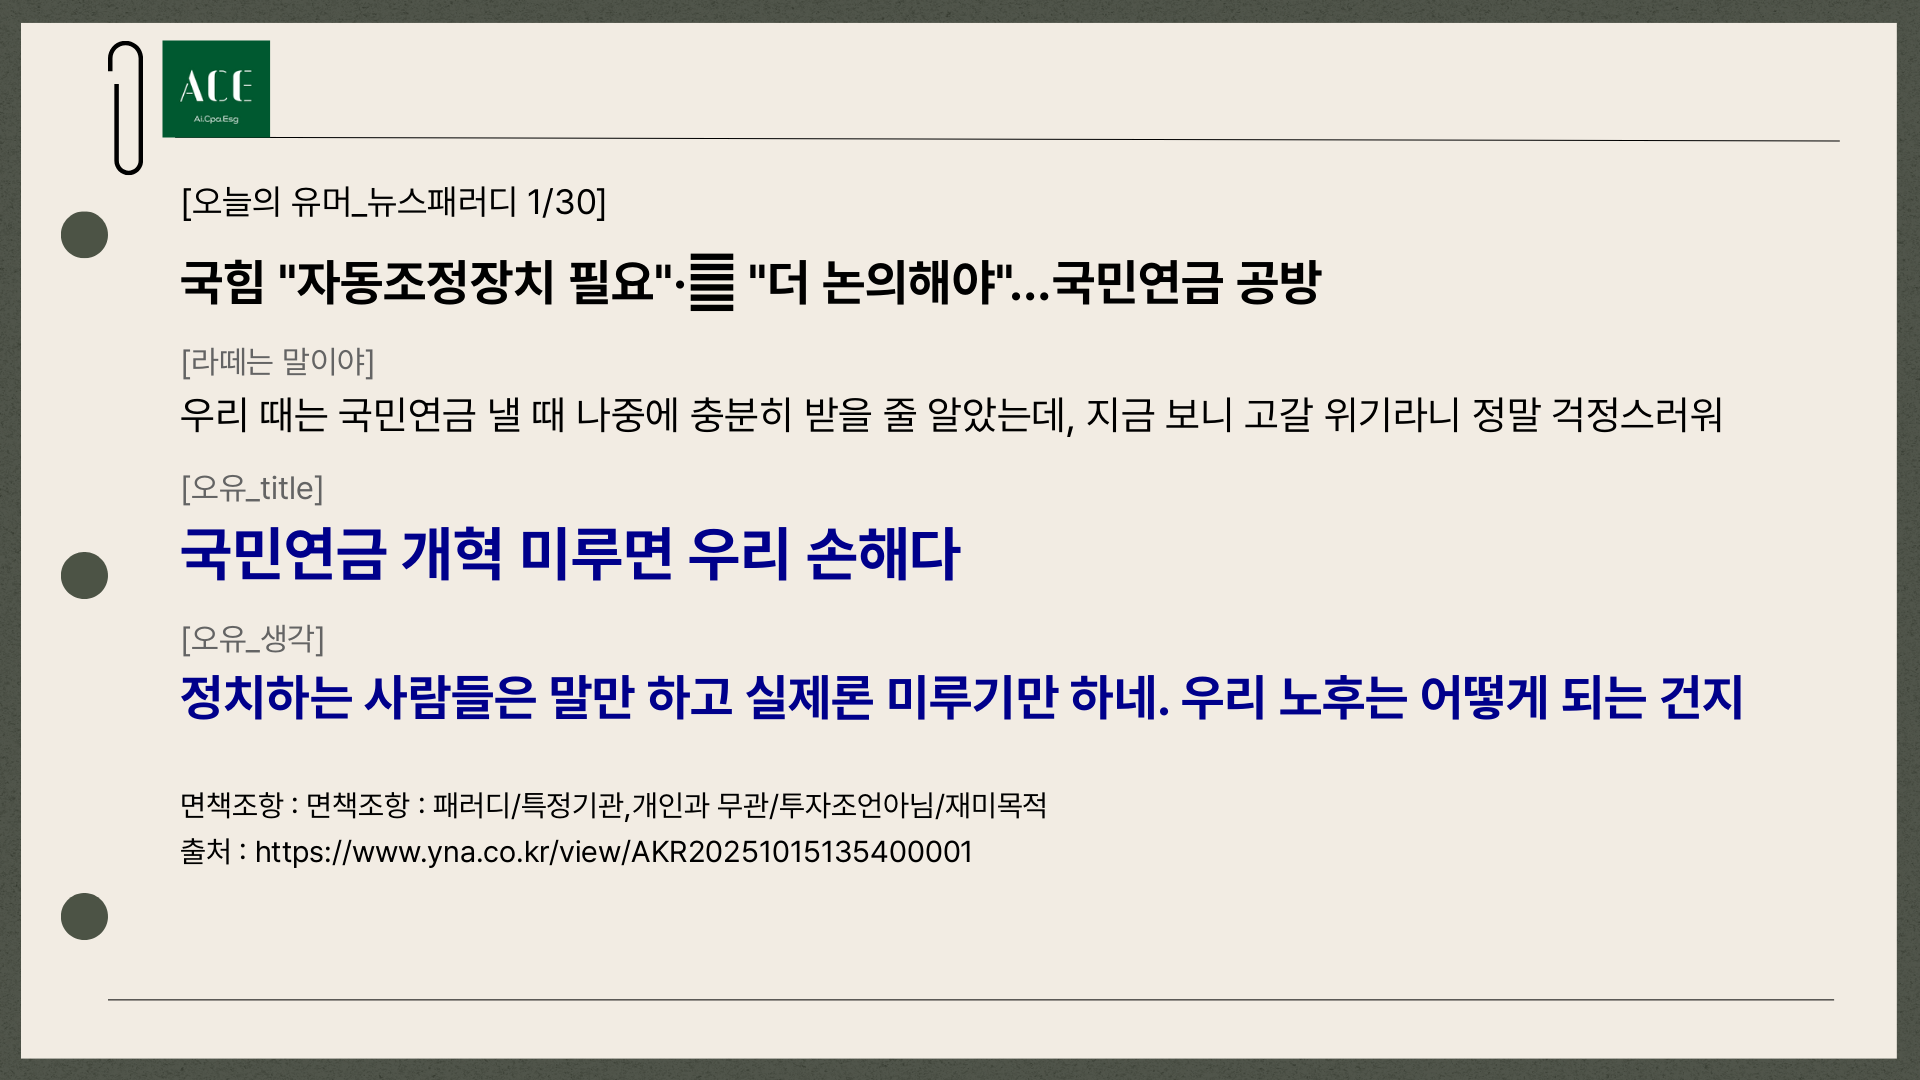 ACE
Ai.Cpa.Esg
[오늘의 유머_뉴스패러디 1/30]
국힘 "자동조정장치 필요"· "더 논의해야"...국민연금 공방
[라떼는 말이야]
우리 때는 국민연금 낼 때 나중에 충분히 받을 줄 알았는데, 지금 보니 고갈 위기라니 정말 걱정스러워
[오유_title]
국민연금 개혁 미루면 우리 손해다
[오유_생각]
정치하는 사람들은 말만 하고 실제론 미루기만 하네. 우리 노후는 어떻게 되는 건지
면책조항 : 면책조항 : 패러디/특정기관,개인과 무관/투자조언아님/재미목적
출처 : https://www.yna.co.kr/view/AKR20251015135400001